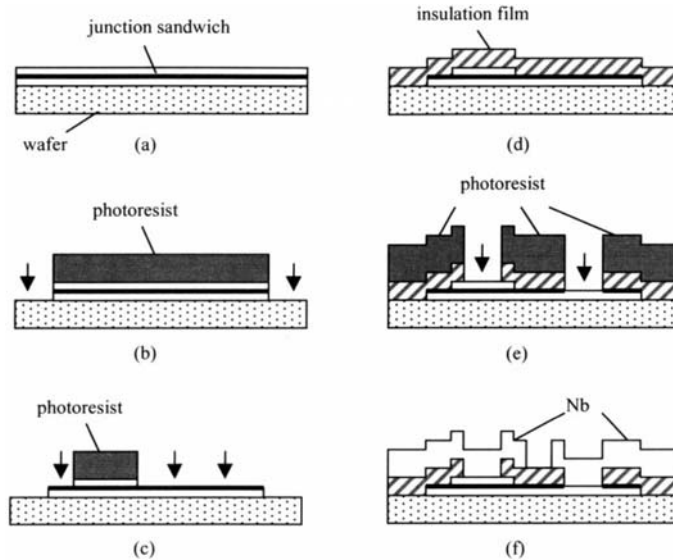 junction sandwich
wafer
(a)
photoresist
(b)
photoresist
(c)
insulation film
(d)
photoresist
(e)
Nb
(f)